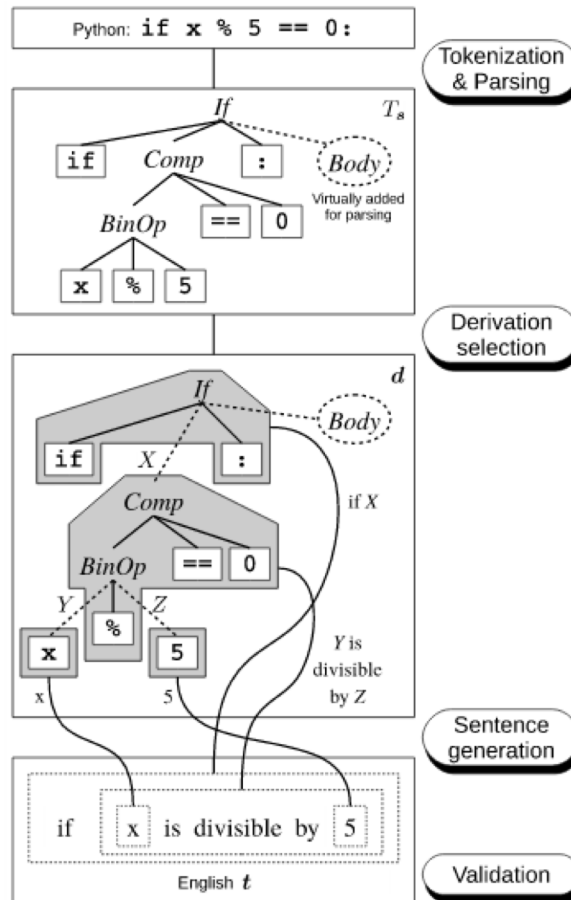 Python: if x % 5 == 0:
Tokenization
& Parsing
If
T_s
if
Comp
:
Body
Virtually added
for parsing
BinOp
==
0
x
%
5
Derivation
selection
d
If
Body
if
X
:
if X
Comp
BinOp
==
0
Y
%
Z
x
5
Y is
divisible
by Z
x
5
Sentence
generation
if x is divisible by 5
English t
Validation